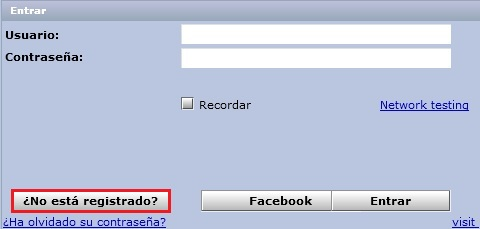 Entrar
Usuario:
Contraseña:
Recordar Network testing
¿No está registrado? Facebook Entrar
¿Ha olvidado su contraseña? visit